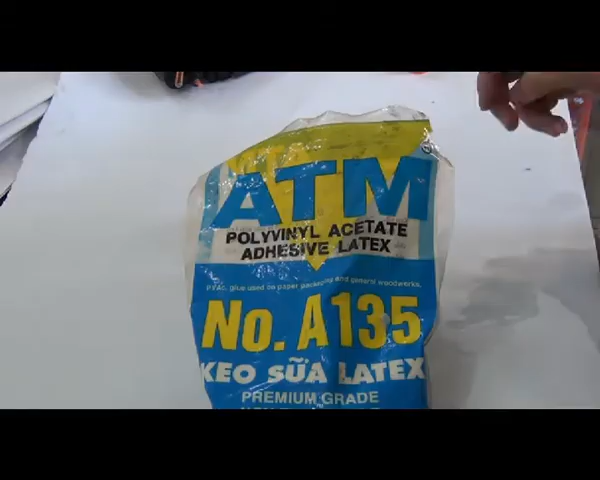 ATM
POLYVINYL ACETATE
ADHESIVE LATEX
P.V.Ac. glue used on paper packaging and general woodworks.
No. A135
KEO SỮA LATEX
PREMIUM GRADE